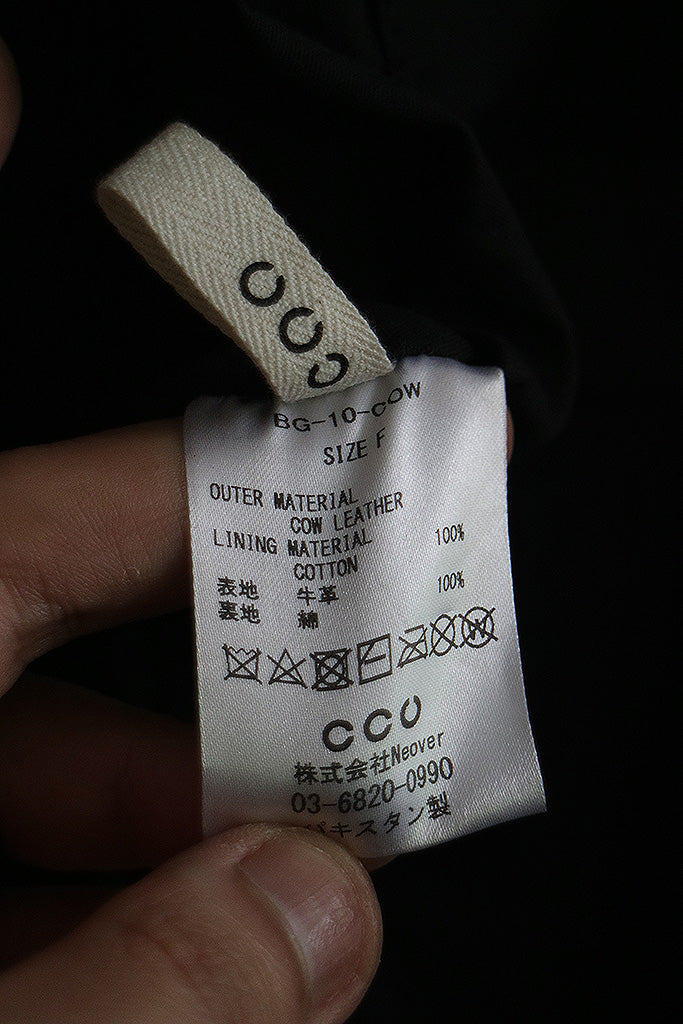 CCC
BG-10-COW
SIZE F
OUTER MATERIAL
COW LEATHER
LINING MATERIAL 100%
COTTON
表地 牛革 100%
裏地 綿
CCU
株式会社Neover
03-6820-0990
パキスタン製